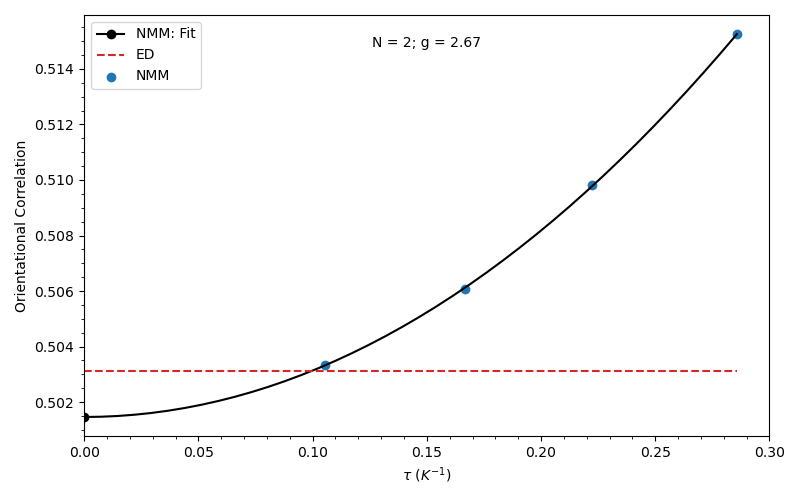 N = 2; g = 2.67
NMM: Fit
ED
NMM
Orientational Correlation
0.514
0.512
0.510
0.508
0.506
0.504
0.502
0.00 0.05 0.10 0.15 0.20 0.25 0.30
τ (K⁻¹)